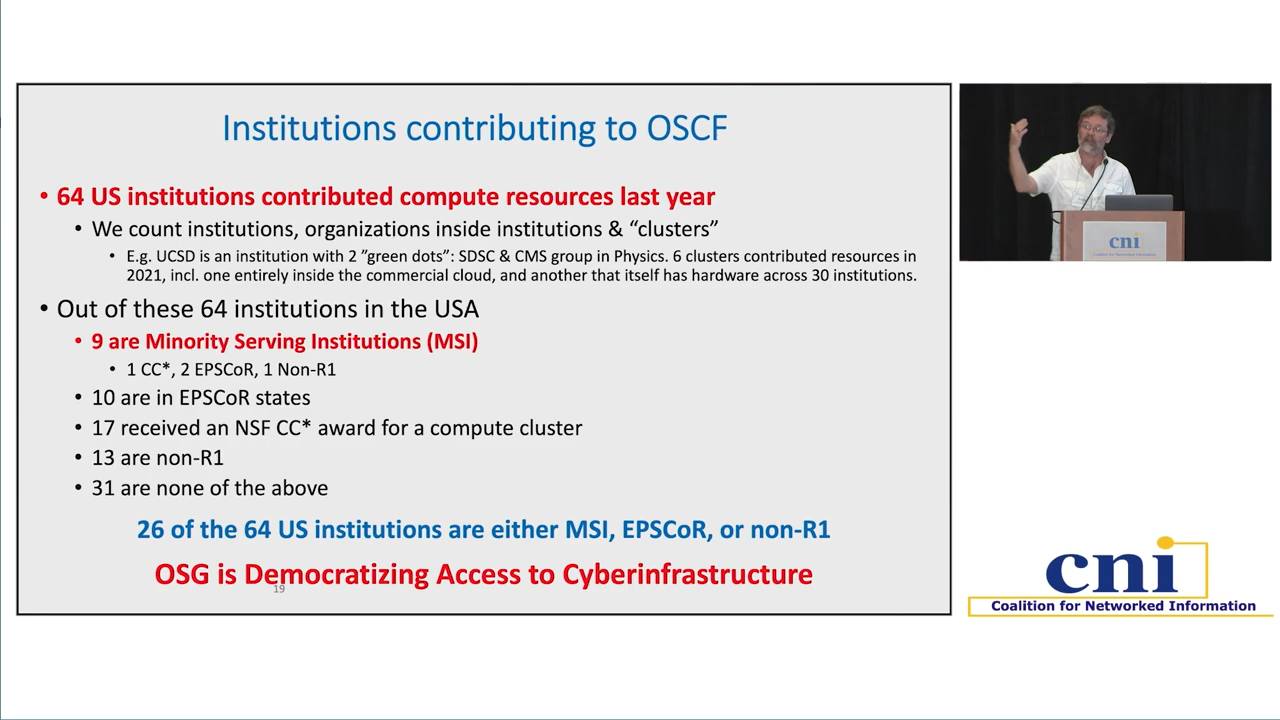 Institutions contributing to OSCF
• 64 US institutions contributed compute resources last year
• We count institutions, organizations inside institutions & “clusters”
• E.g. UCSD is an institution with 2 ”green dots”: SDSC & CMS group in Physics. 6 clusters contributed resources in
2021, incl. one entirely inside the commercial cloud, and another that itself has hardware across 30 institutions.
• Out of these 64 institutions in the USA
• 9 are Minority Serving Institutions (MSI)
• 1 CC*, 2 EPSCoR, 1 Non-R1
• 10 are in EPSCoR states
• 17 received an NSF CC* award for a compute cluster
• 13 are non-R1
• 31 are none of the above
26 of the 64 US institutions are either MSI, EPSCoR, or non-R1
OSG is Democratizing Access to Cyberinfrastructure
19
cni
Coalition for Networked Information
cni
Coalition for Networked Information